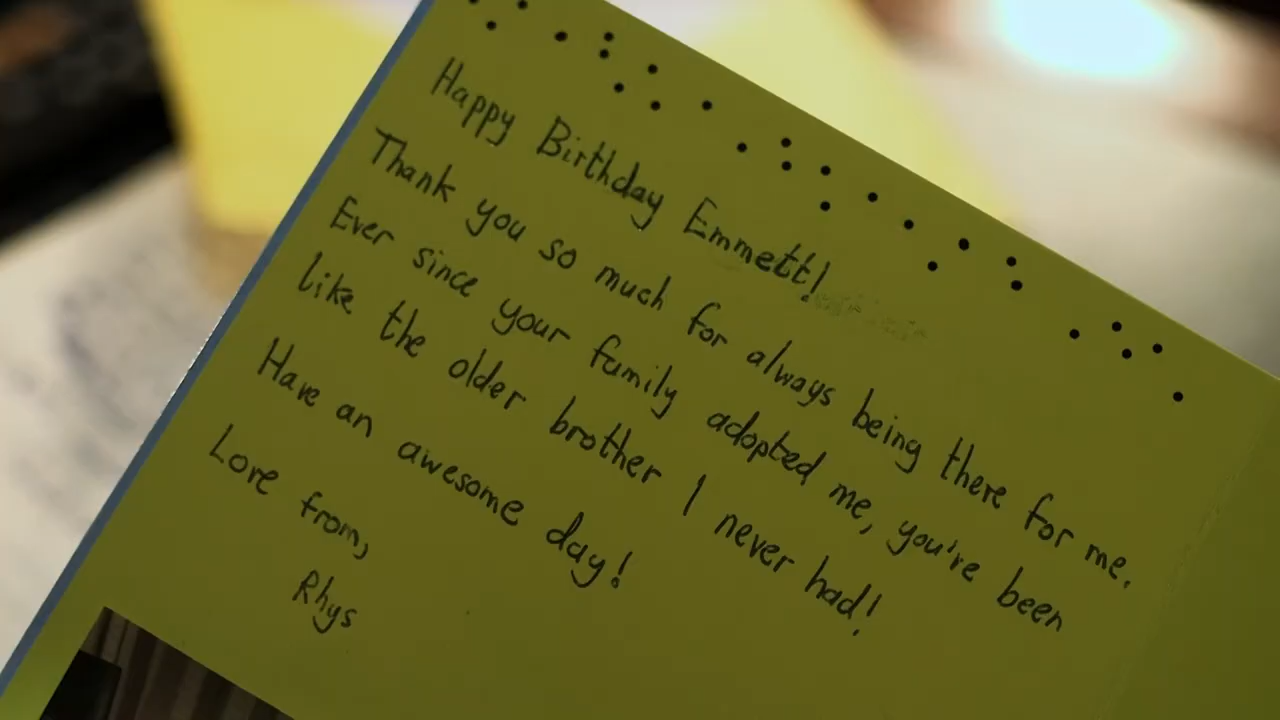 Happy Birthday Emmett!
Thank you so much for always being there for me.
Ever since your family adopted me, you're been
like the older brother I never had!
Have an awesome day!
Love from,
Rhys